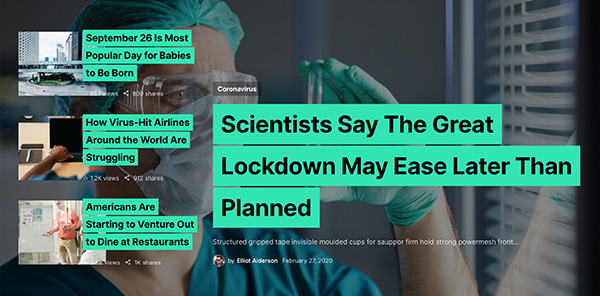 September 26 Is Most
Popular Day for Babies
to Be Born
views
809 shares
How Virus-Hit Airlines
Around the World Are
Struggling
1.2K views
912 shares
Americans Are
Starting to Venture Out
to Dine at Restaurants
views
1K shares
Coronavirus
Scientists Say The Great
Lockdown May Ease Later Than
Planned
Structured gripped tape invisible moulded cups for sauppor firm hold strong powermesh front...
by Elliot Alderson February 27, 2020